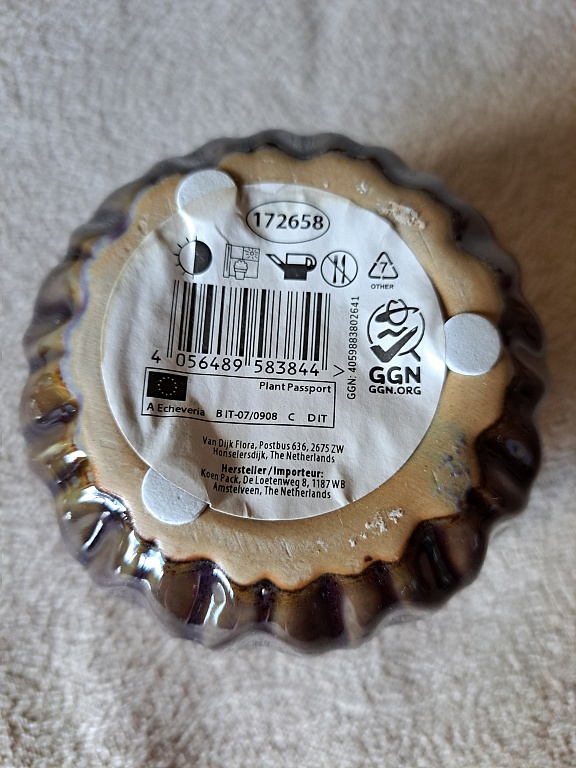 172658
7
OTHER
4 056489 583844 >
GGN: 4059883802641
GGN
GGN.ORG
Plant Passport
A Echeveria B IT-07/0908 C D IT
Van Dijk Flora, Postbus 636, 2675 ZW
Honselersdijk, The Netherlands
Hersteller/Importeur:
Koen Pack, De Loetenweg 8, 1187 WB
Amstelveen, The Netherlands